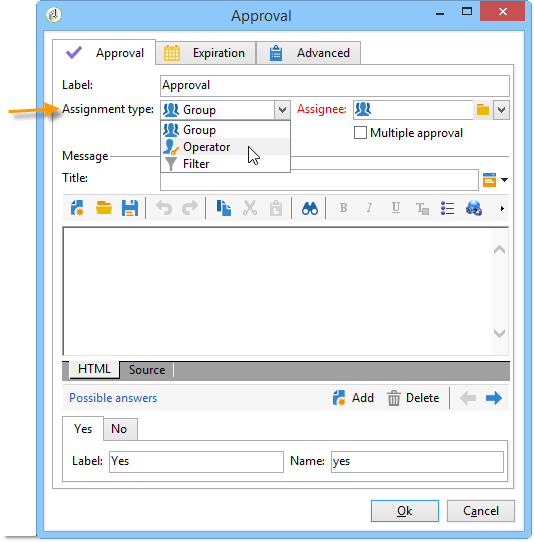 Approval
Approval Expiration Advanced
Label: Approval
Assignment type: Group Assignee:
Group Multiple approval
Operator
Filter
Message
Title:
B I U T
HTML Source
Possible answers Add Delete
Yes No
Label: Yes Name: yes
Ok Cancel